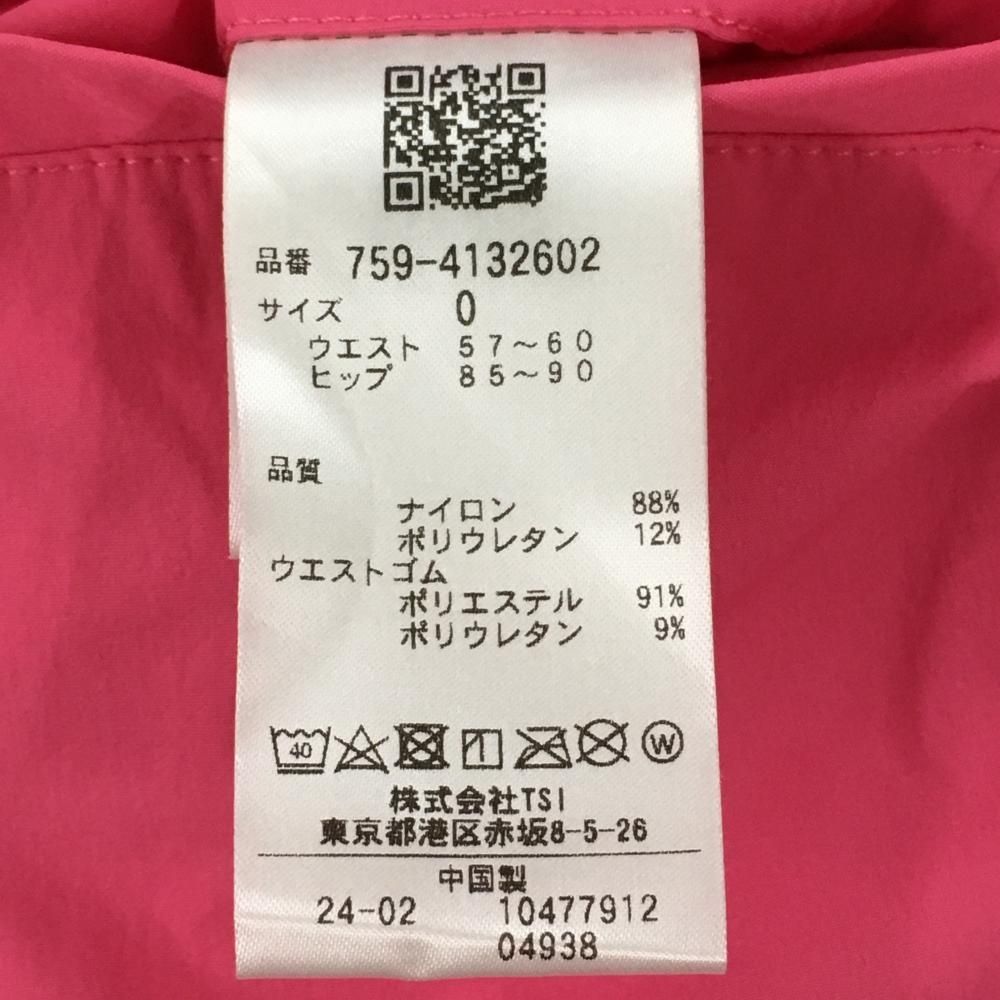 品番 759-4132602
サイズ 0
ウエスト 57～60
ヒップ 85～90
品質
ナイロン 88%
ポリウレタン 12%
ウエストゴム
ポリエステル 91%
ポリウレタン 9%
40 W
株式会社TSI
東京都港区赤坂8-5-26
中国製
24-02 10477912
04938